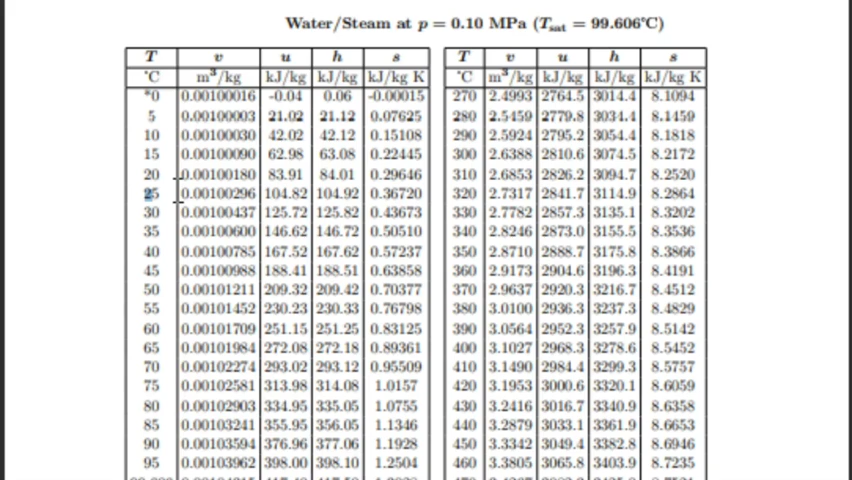 Water/Steam at p = 0.10 MPa (Tsat = 99.606°C)
T v u h s T v u h s
°C m³/kg kJ/kg kJ/kg kJ/kg K °C m³/kg kJ/kg kJ/kg kJ/kg K
*0 0.00100016 -0.04 0.06 -0.00015 270 2.4993 2764.5 3014.4 8.1094
5 0.00100003 21.02 21.12 0.07625 280 2.5459 2779.8 3034.4 8.1459
10 0.00100030 42.02 42.12 0.15108 290 2.5924 2795.2 3054.4 8.1818
15 0.00100090 62.98 63.08 0.22445 300 2.6388 2810.6 3074.5 8.2172
20 0.00100180 83.91 84.01 0.29646 310 2.6853 2826.2 3094.7 8.2520
25 0.00100296 104.82 104.92 0.36720 320 2.7317 2841.7 3114.9 8.2864
30 0.00100437 125.72 125.82 0.43673 330 2.7782 2857.3 3135.1 8.3202
35 0.00100600 146.62 146.72 0.50510 340 2.8246 2873.0 3155.5 8.3536
40 0.00100785 167.52 167.62 0.57237 350 2.8710 2888.7 3175.8 8.3866
45 0.00100988 188.41 188.51 0.63858 360 2.9173 2904.6 3196.3 8.4191
50 0.00101211 209.32 209.42 0.70377 370 2.9637 2920.3 3216.7 8.4512
55 0.00101452 230.23 230.33 0.76798 380 3.0100 2936.3 3237.3 8.4829
60 0.00101709 251.15 251.25 0.83125 390 3.0564 2952.3 3257.9 8.5142
65 0.00101984 272.08 272.18 0.89361 400 3.1027 2968.3 3278.6 8.5452
70 0.00102274 293.02 293.12 0.95509 410 3.1490 2984.4 3299.3 8.5757
75 0.00102581 313.98 314.08 1.0157 420 3.1953 3000.6 3320.1 8.6059
80 0.00102903 334.95 335.05 1.0755 430 3.2416 3016.7 3340.9 8.6358
85 0.00103241 355.95 356.05 1.1346 440 3.2879 3033.1 3361.9 8.6653
90 0.00103594 376.96 377.06 1.1928 450 3.3342 3049.4 3382.8 8.6946
95 0.00103962 398.00 398.10 1.2504 460 3.3805 3065.8 3403.9 8.7235